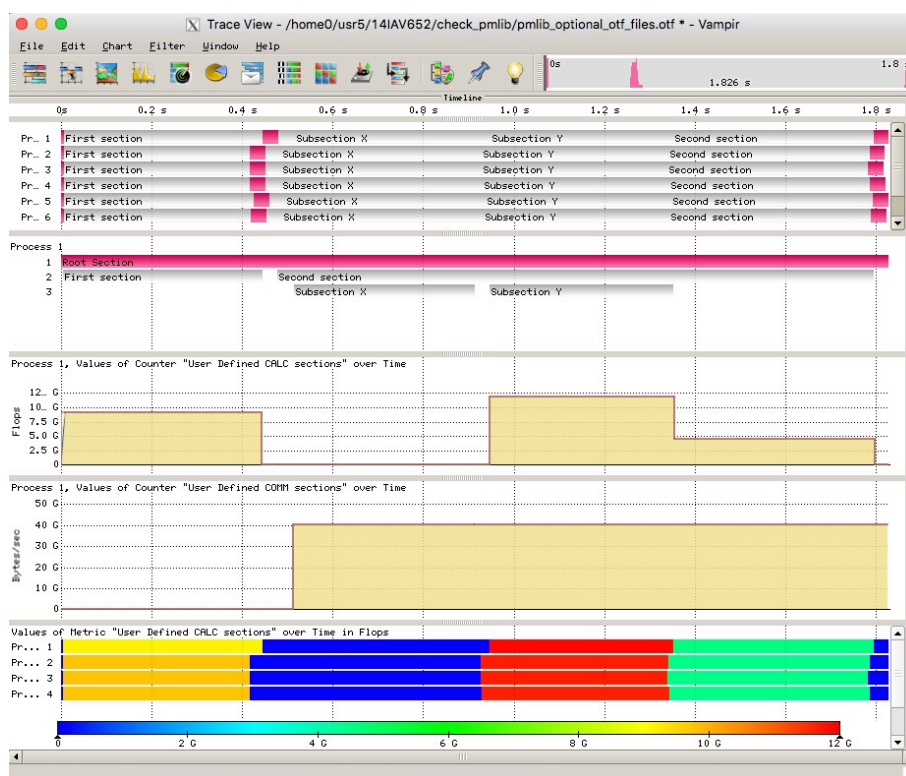 Trace View - /home0/usr5/14IAV652/check_pmlib/pmlib_optional_otf_files.otf * - Vampir
File Edit Chart Filter Window Help
0s 1.8
1.826 s
Timeline
0s 0.2 s 0.4 s 0.6 s 0.8 s 1.0 s 1.2 s 1.4 s 1.6 s 1.8 s
Pr… 1 First section Subsection X Subsection Y Second section
Pr… 2 First section Subsection X Subsection Y Second section
Pr… 3 First section Subsection X Subsection Y Second section
Pr… 4 First section Subsection X Subsection Y Second section
Pr… 5 First section Subsection X Subsection Y Second section
Pr… 6 First section Subsection X Subsection Y Second section
Process 1
1 Root Section
2 First section Second section
3 Subsection X Subsection Y
Process 1, Values of Counter "User Defined CALC sections" over Time
12… G
10… G
7.5 G
5.0 G
2.5 G
0
Flops
Process 1, Values of Counter "User Defined COMM sections" over Time
50 G
40 G
30 G
20 G
10 G
0
Bytes/sec
Values of Metric "User Defined CALC sections" over Time in Flops
Pr... 1
Pr... 2
Pr... 3
Pr... 4
0 2 G 4 G 6 G 8 G 10 G 12 G